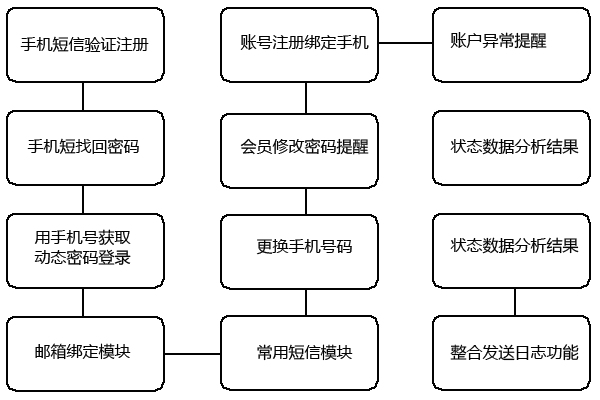 手机短信验证注册
手机短找回密码
用手机号获取
动态密码登录
邮箱绑定模块
账号注册绑定手机
会员修改密码提醒
更换手机号码
常用短信模块
账户异常提醒
状态数据分析结果
状态数据分析结果
整合发送日志功能